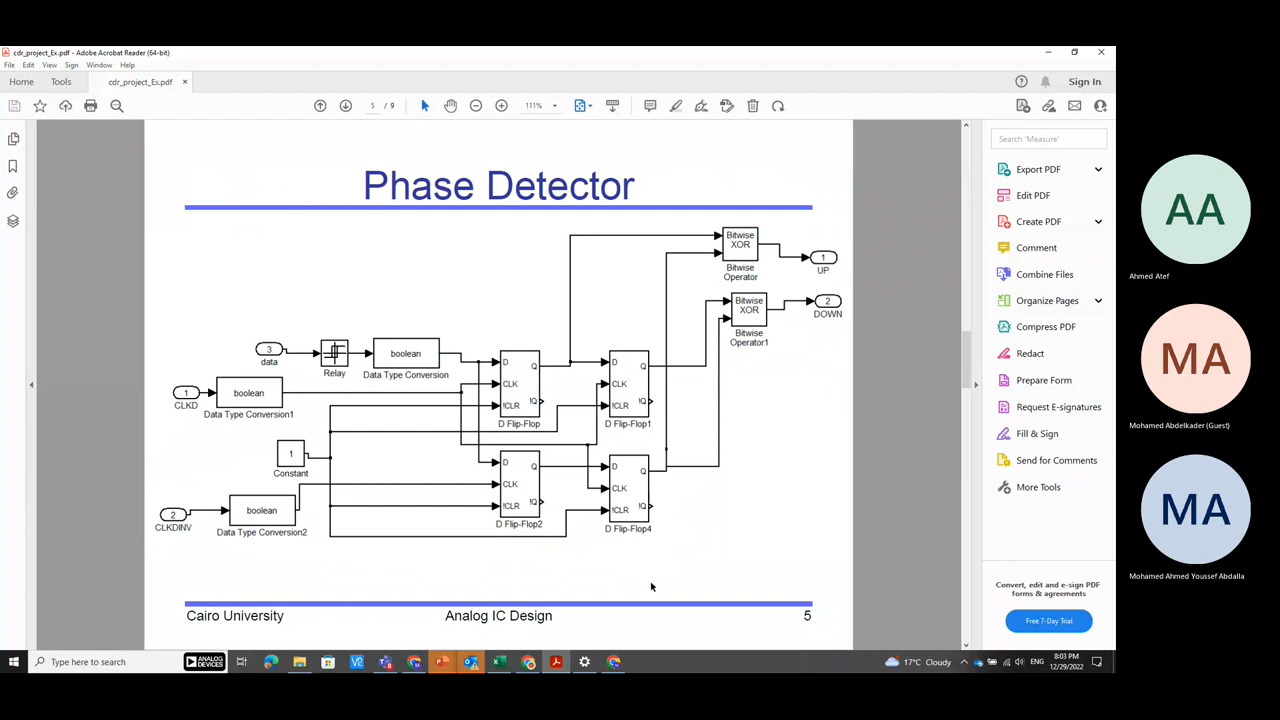 cdr_project_Ex.pdf - Adobe Acrobat Reader (64-bit)
File Edit View Sign Window Help
Home Tools cdr_project_Ex.pdf × Sign In
5 / 9 111%
Phase Detector
Bitwise
XOR
Bitwise
Operator
1
UP
Bitwise
XOR
Bitwise
Operator1
2
DOWN
3
data
Relay
boolean
Data Type Conversion
1
CLKD
boolean
Data Type Conversion1
D
CLK
!CLR
Q
!Q
D Flip-Flop
D
CLK
!CLR
Q
!Q
D Flip-Flop1
1
Constant
2
CLKDINV
boolean
Data Type Conversion2
D
CLK
!CLR
Q
!Q
D Flip-Flop2
D
CLK
!CLR
Q
!Q
D Flip-Flop4
Cairo University Analog IC Design 5
Search 'Measure'
Export PDF
Edit PDF
Create PDF
Comment
Combine Files
Organize Pages
Compress PDF
Redact
Prepare Form
Request E-signatures
Fill & Sign
Send for Comments
More Tools
Convert, edit and e-sign PDF
forms & agreements
Free 7-Day Trial
AA
Ahmed Atef
MA
Mohamed Abdelkader (Guest)
MA
Mohamed Ahmed Youssef Abdalla
Type here to search
ANALOG
DEVICES
17°C Cloudy
ENG
8:03 PM
12/29/2022